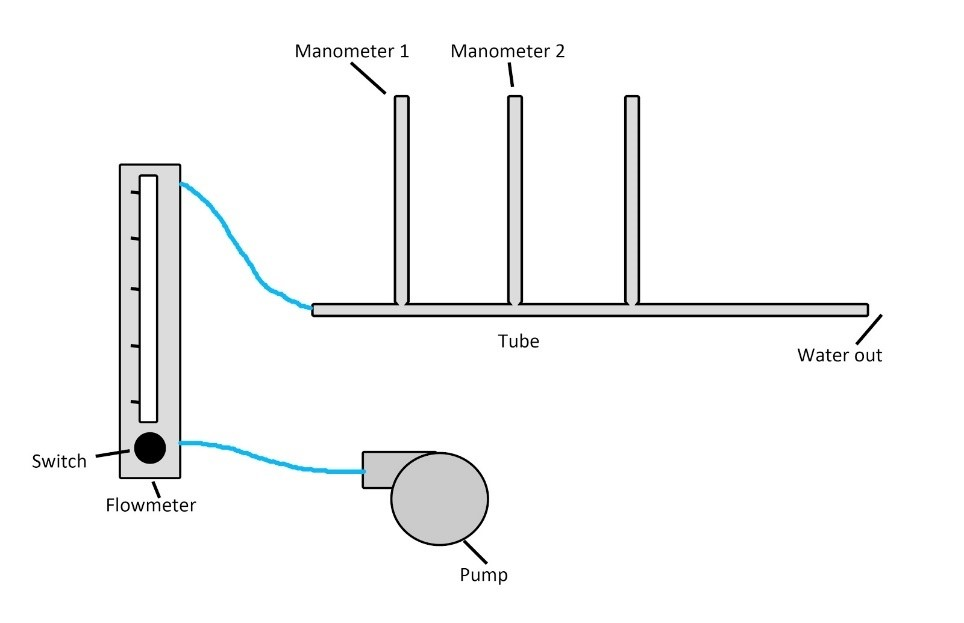 Manometer 1
Manometer 2
Tube
Water out
Switch
Flowmeter
Pump